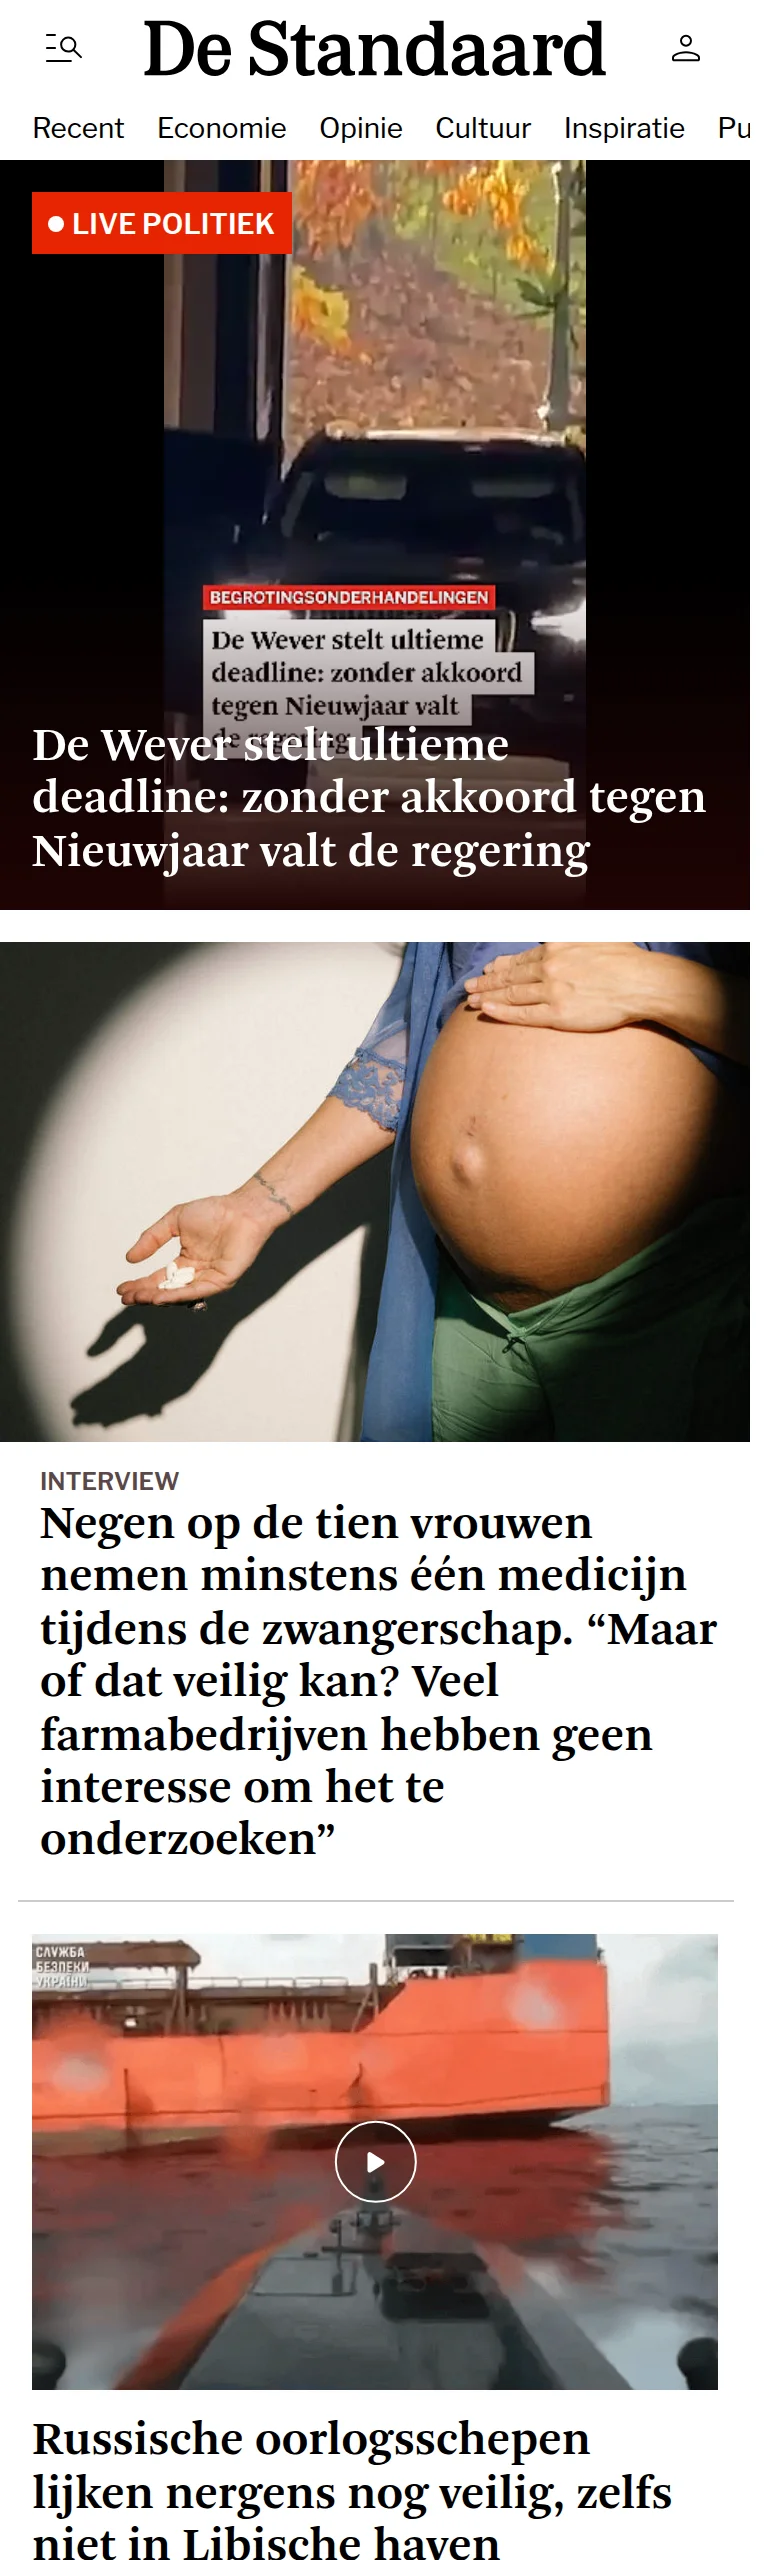 De Standaard
Recent Economie Opinie Cultuur Inspiratie Pu
LIVE POLITIEK
BEGROTINGSONDERHANDELINGEN
De Wever stelt ultieme
deadline: zonder akkoord
tegen Nieuwjaar valt
de regering
De Wever stelt ultieme
deadline: zonder akkoord tegen
Nieuwjaar valt de regering
INTERVIEW
Negen op de tien vrouwen
nemen minstens één medicijn
tijdens de zwangerschap. “Maar
of dat veilig kan? Veel
farmabedrijven hebben geen
interesse om het te
onderzoeken”
СЛУЖБА
БЕЗПЕКИ
УКРАЇНИ
Russische oorlogsschepen
lijken nergens nog veilig, zelfs
niet in Libische haven